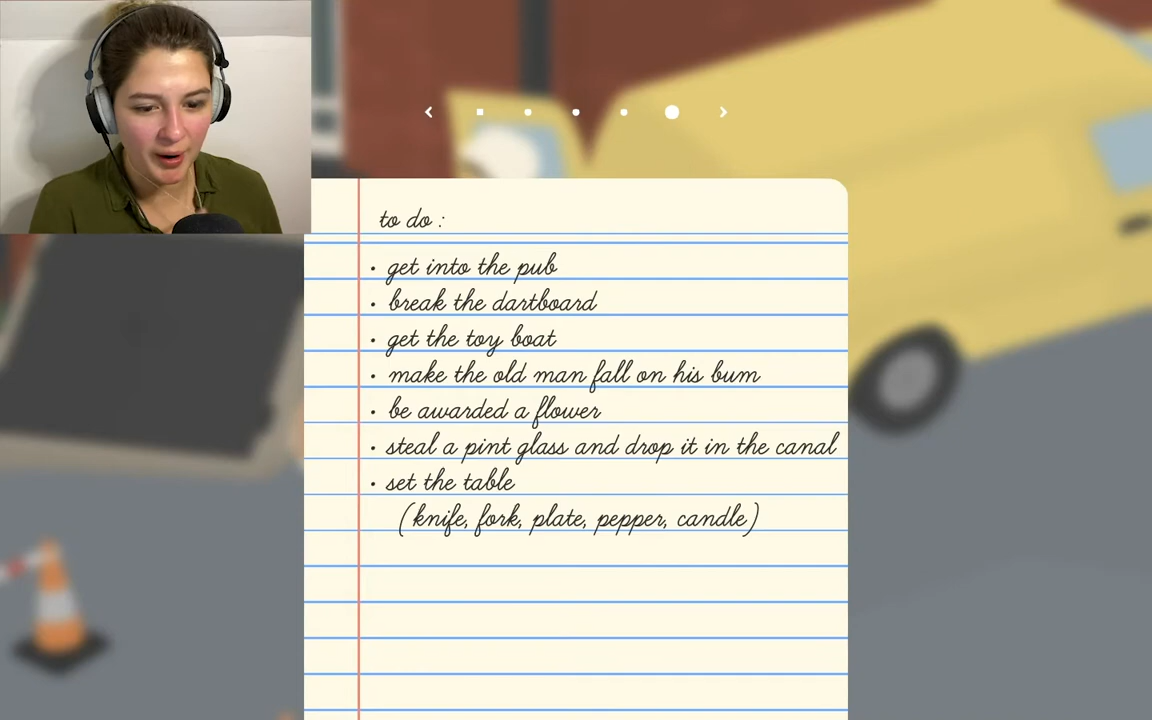 to do :
• get into the pub
• break the dartboard
• get the toy boat
• make the old man fall on his bum
• be awarded a flower
• steal a pint glass and drop it in the canal
• set the table
(knife, fork, plate, pepper, candle)